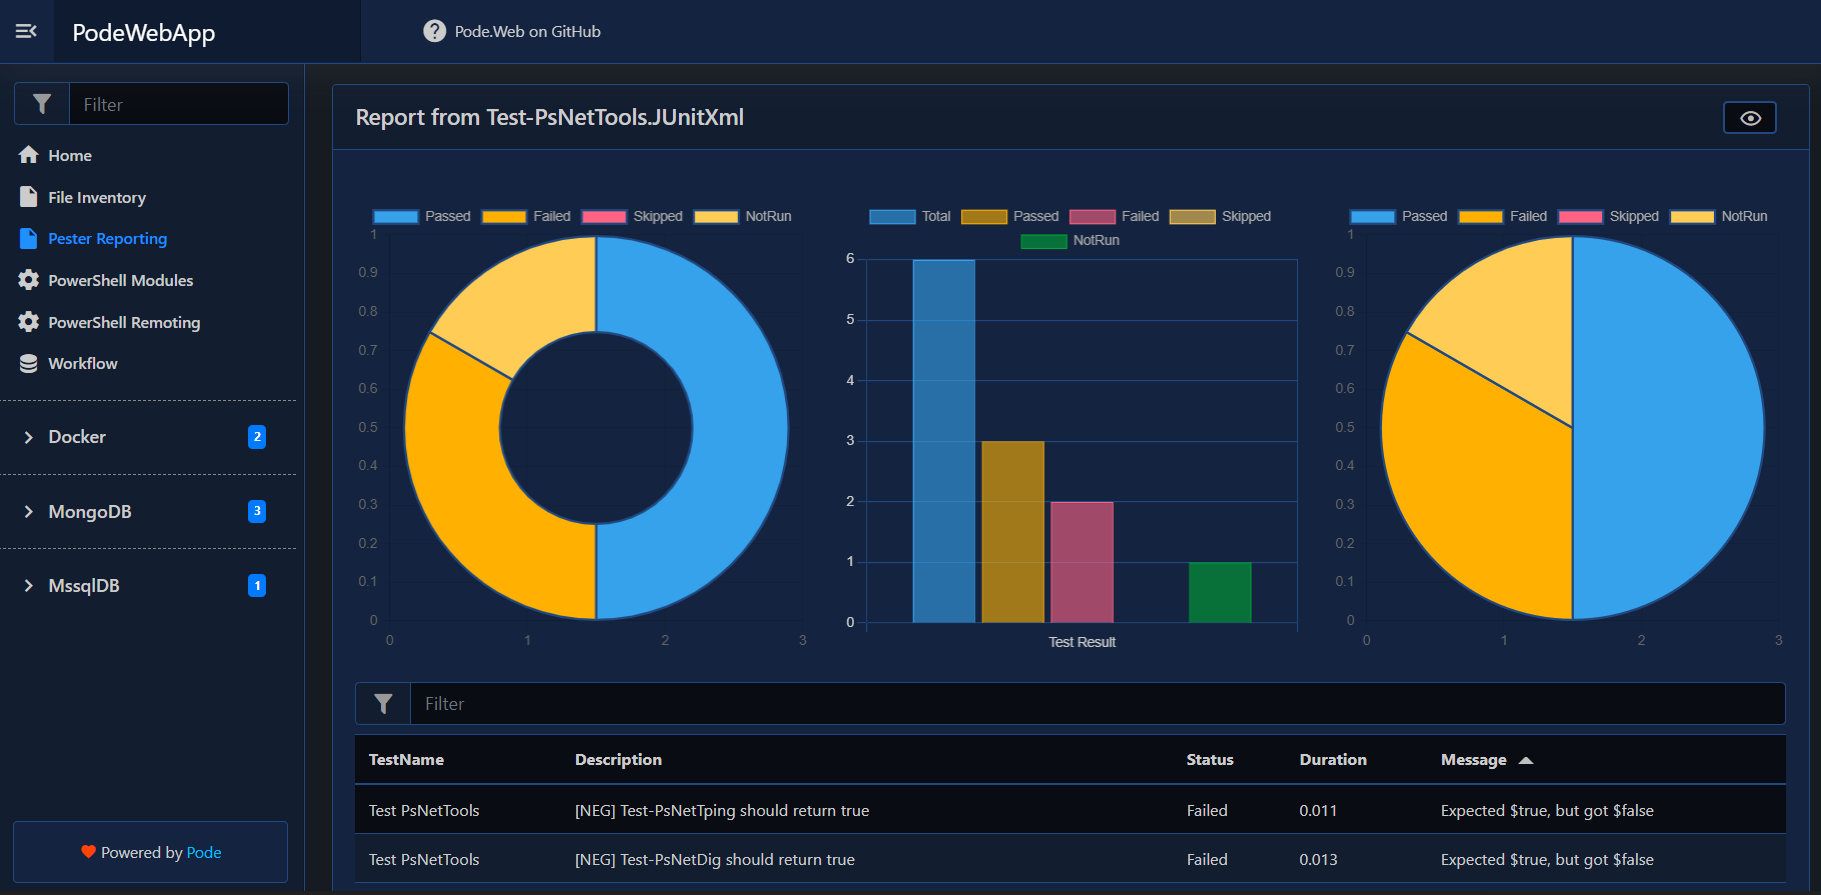 PodeWebApp
Pode.Web on GitHub
Filter
Home
File Inventory
Pester Reporting
PowerShell Modules
PowerShell Remoting
Workflow
Docker 2
MongoDB 3
MssqlDB 1
Powered by Pode
Report from Test-PsNetTools.JUnitXml
Passed Failed Skipped NotRun
1
0.9
0.8
0.7
0.6
0.5
0.4
0.3
0.2
0.1
0
0 1 2 3
Total Passed Failed Skipped
NotRun
6
5
4
3
2
1
0
Test Result
Passed Failed Skipped NotRun
1
0.9
0.8
0.7
0.6
0.5
0.4
0.3
0.2
0.1
0
0 1 2 3
Filter
TestName Description Status Duration Message
Test PsNetTools [NEG] Test-PsNetTping should return true Failed 0.011 Expected $true, but got $false
Test PsNetTools [NEG] Test-PsNetDig should return true Failed 0.013 Expected $true, but got $false